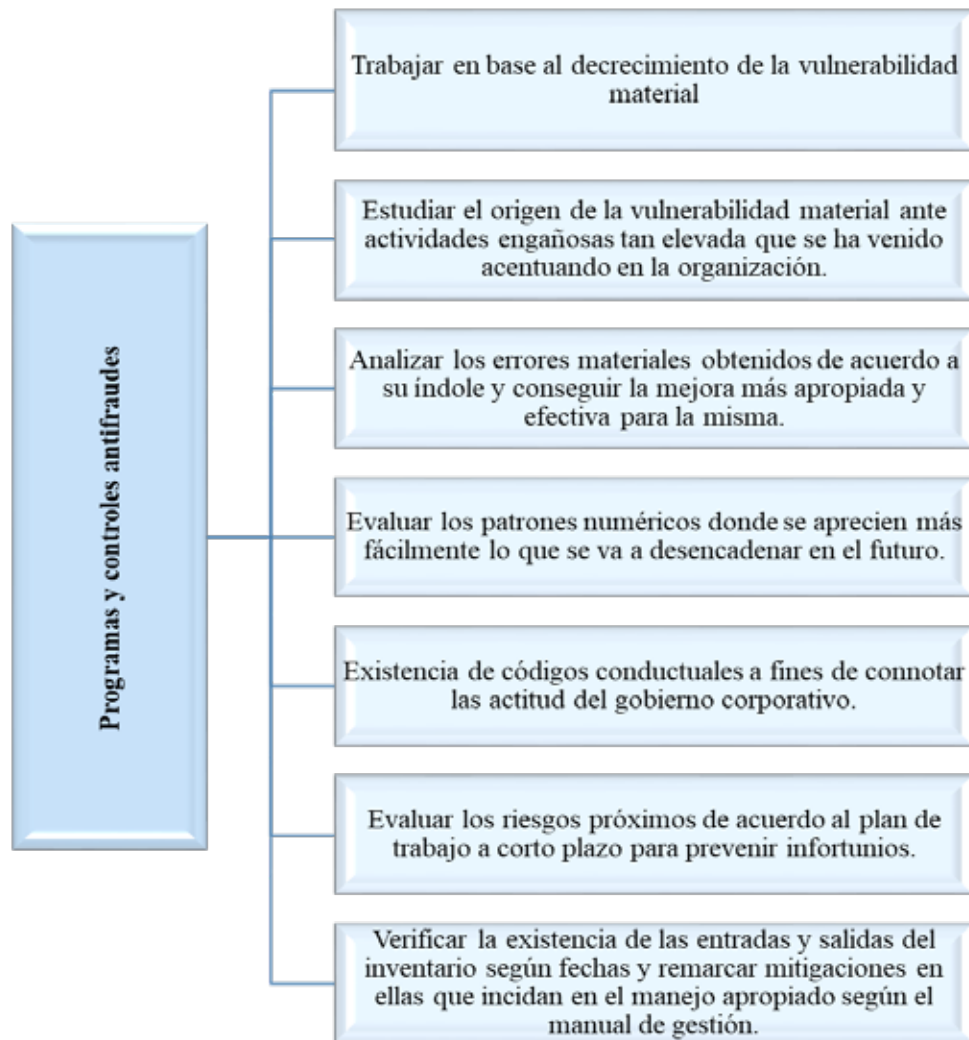 Programas y controles antifraudes
Trabajar en base al decrecimiento de la vulnerabilidad
material
Estudiar el origen de la vulnerabilidad material ante
actividades engañosas tan elevada que se ha venido
acentuando en la organización.
Analizar los errores materiales obtenidos de acuerdo a
su índole y conseguir la mejora más apropiada y
efectiva para la misma.
Evaluar los patrones numéricos donde se aprecien más
fácilmente lo que se va a desencadenar en el futuro.
Existencia de códigos conductuales a fines de connotar
las actitud del gobierno corporativo.
Evaluar los riesgos próximos de acuerdo al plan de
trabajo a corto plazo para prevenir infortunios.
Verificar la existencia de las entradas y salidas del
inventario según fechas y remarcar mitigaciones en
ellas que incidan en el manejo apropiado según el
manual de gestión.